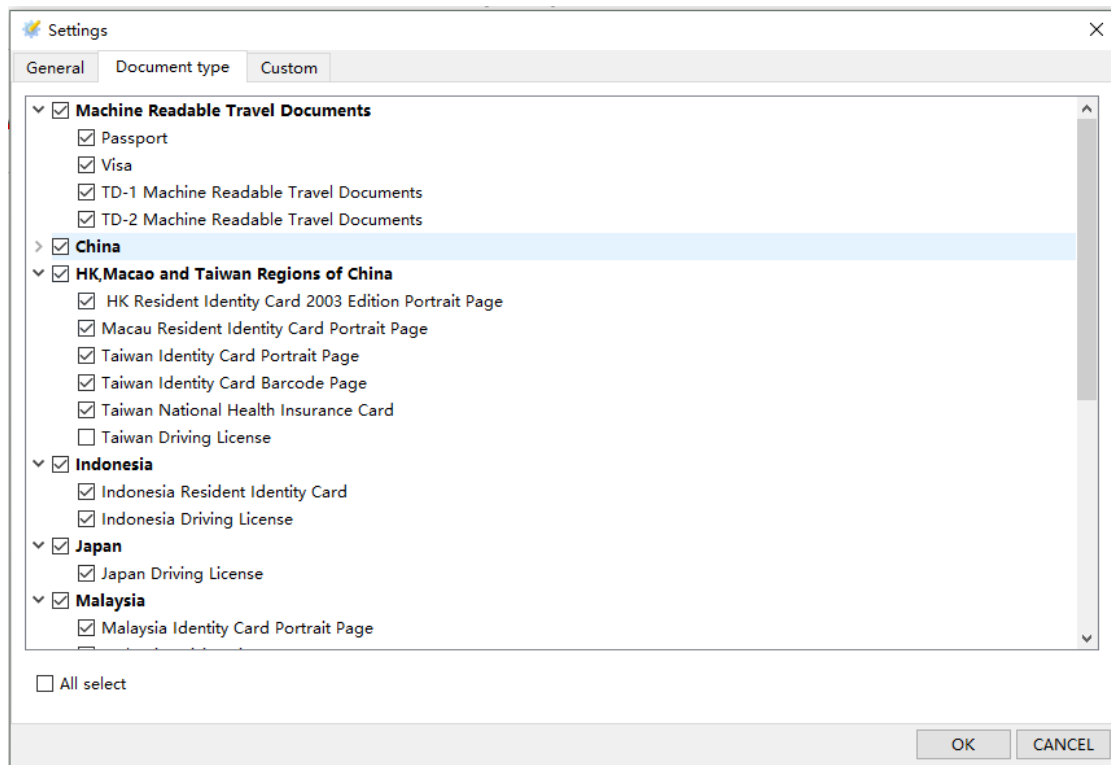 Settings
General Document type Custom
Machine Readable Travel Documents
Passport
Visa
TD-1 Machine Readable Travel Documents
TD-2 Machine Readable Travel Documents
China
HK,Macao and Taiwan Regions of China
HK Resident Identity Card 2003 Edition Portrait Page
Macau Resident Identity Card Portrait Page
Taiwan Identity Card Portrait Page
Taiwan Identity Card Barcode Page
Taiwan National Health Insurance Card
Taiwan Driving License
Indonesia
Indonesia Resident Identity Card
Indonesia Driving License
Japan
Japan Driving License
Malaysia
Malaysia Identity Card Portrait Page
All select
OK CANCEL